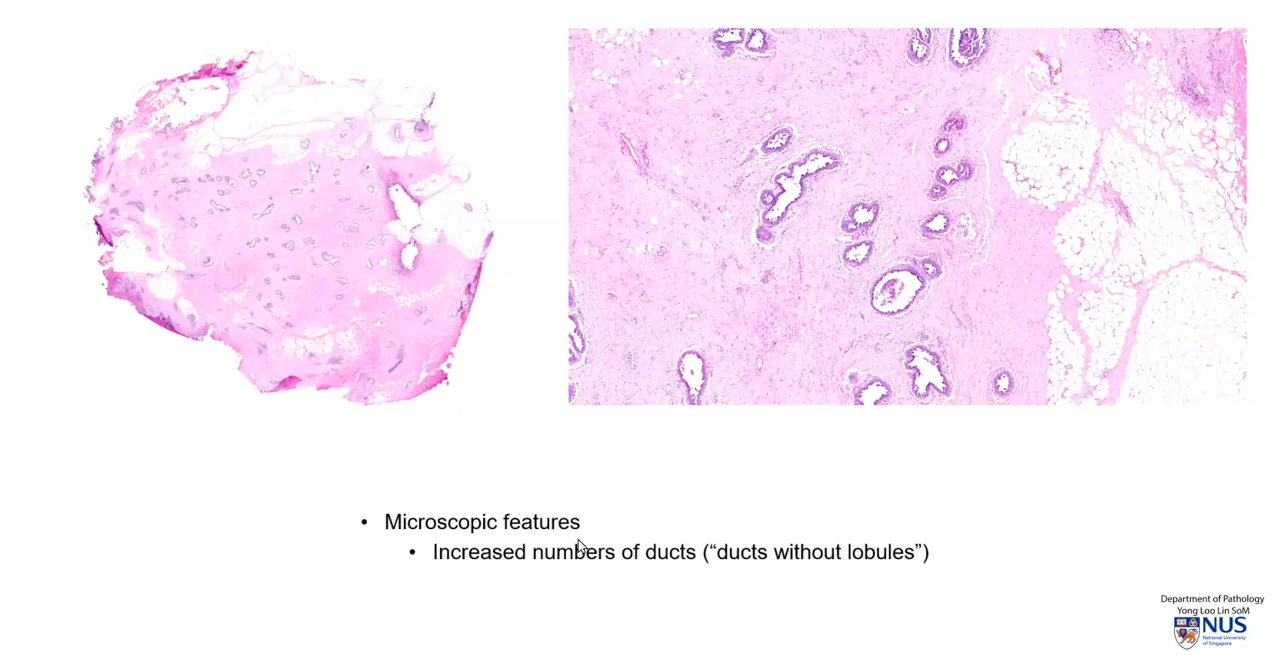 • Microscopic features
• Increased numbers of ducts (“ducts without lobules”)
Department of Pathology
Yong Loo Lin SoM
NUS
National University
of Singapore